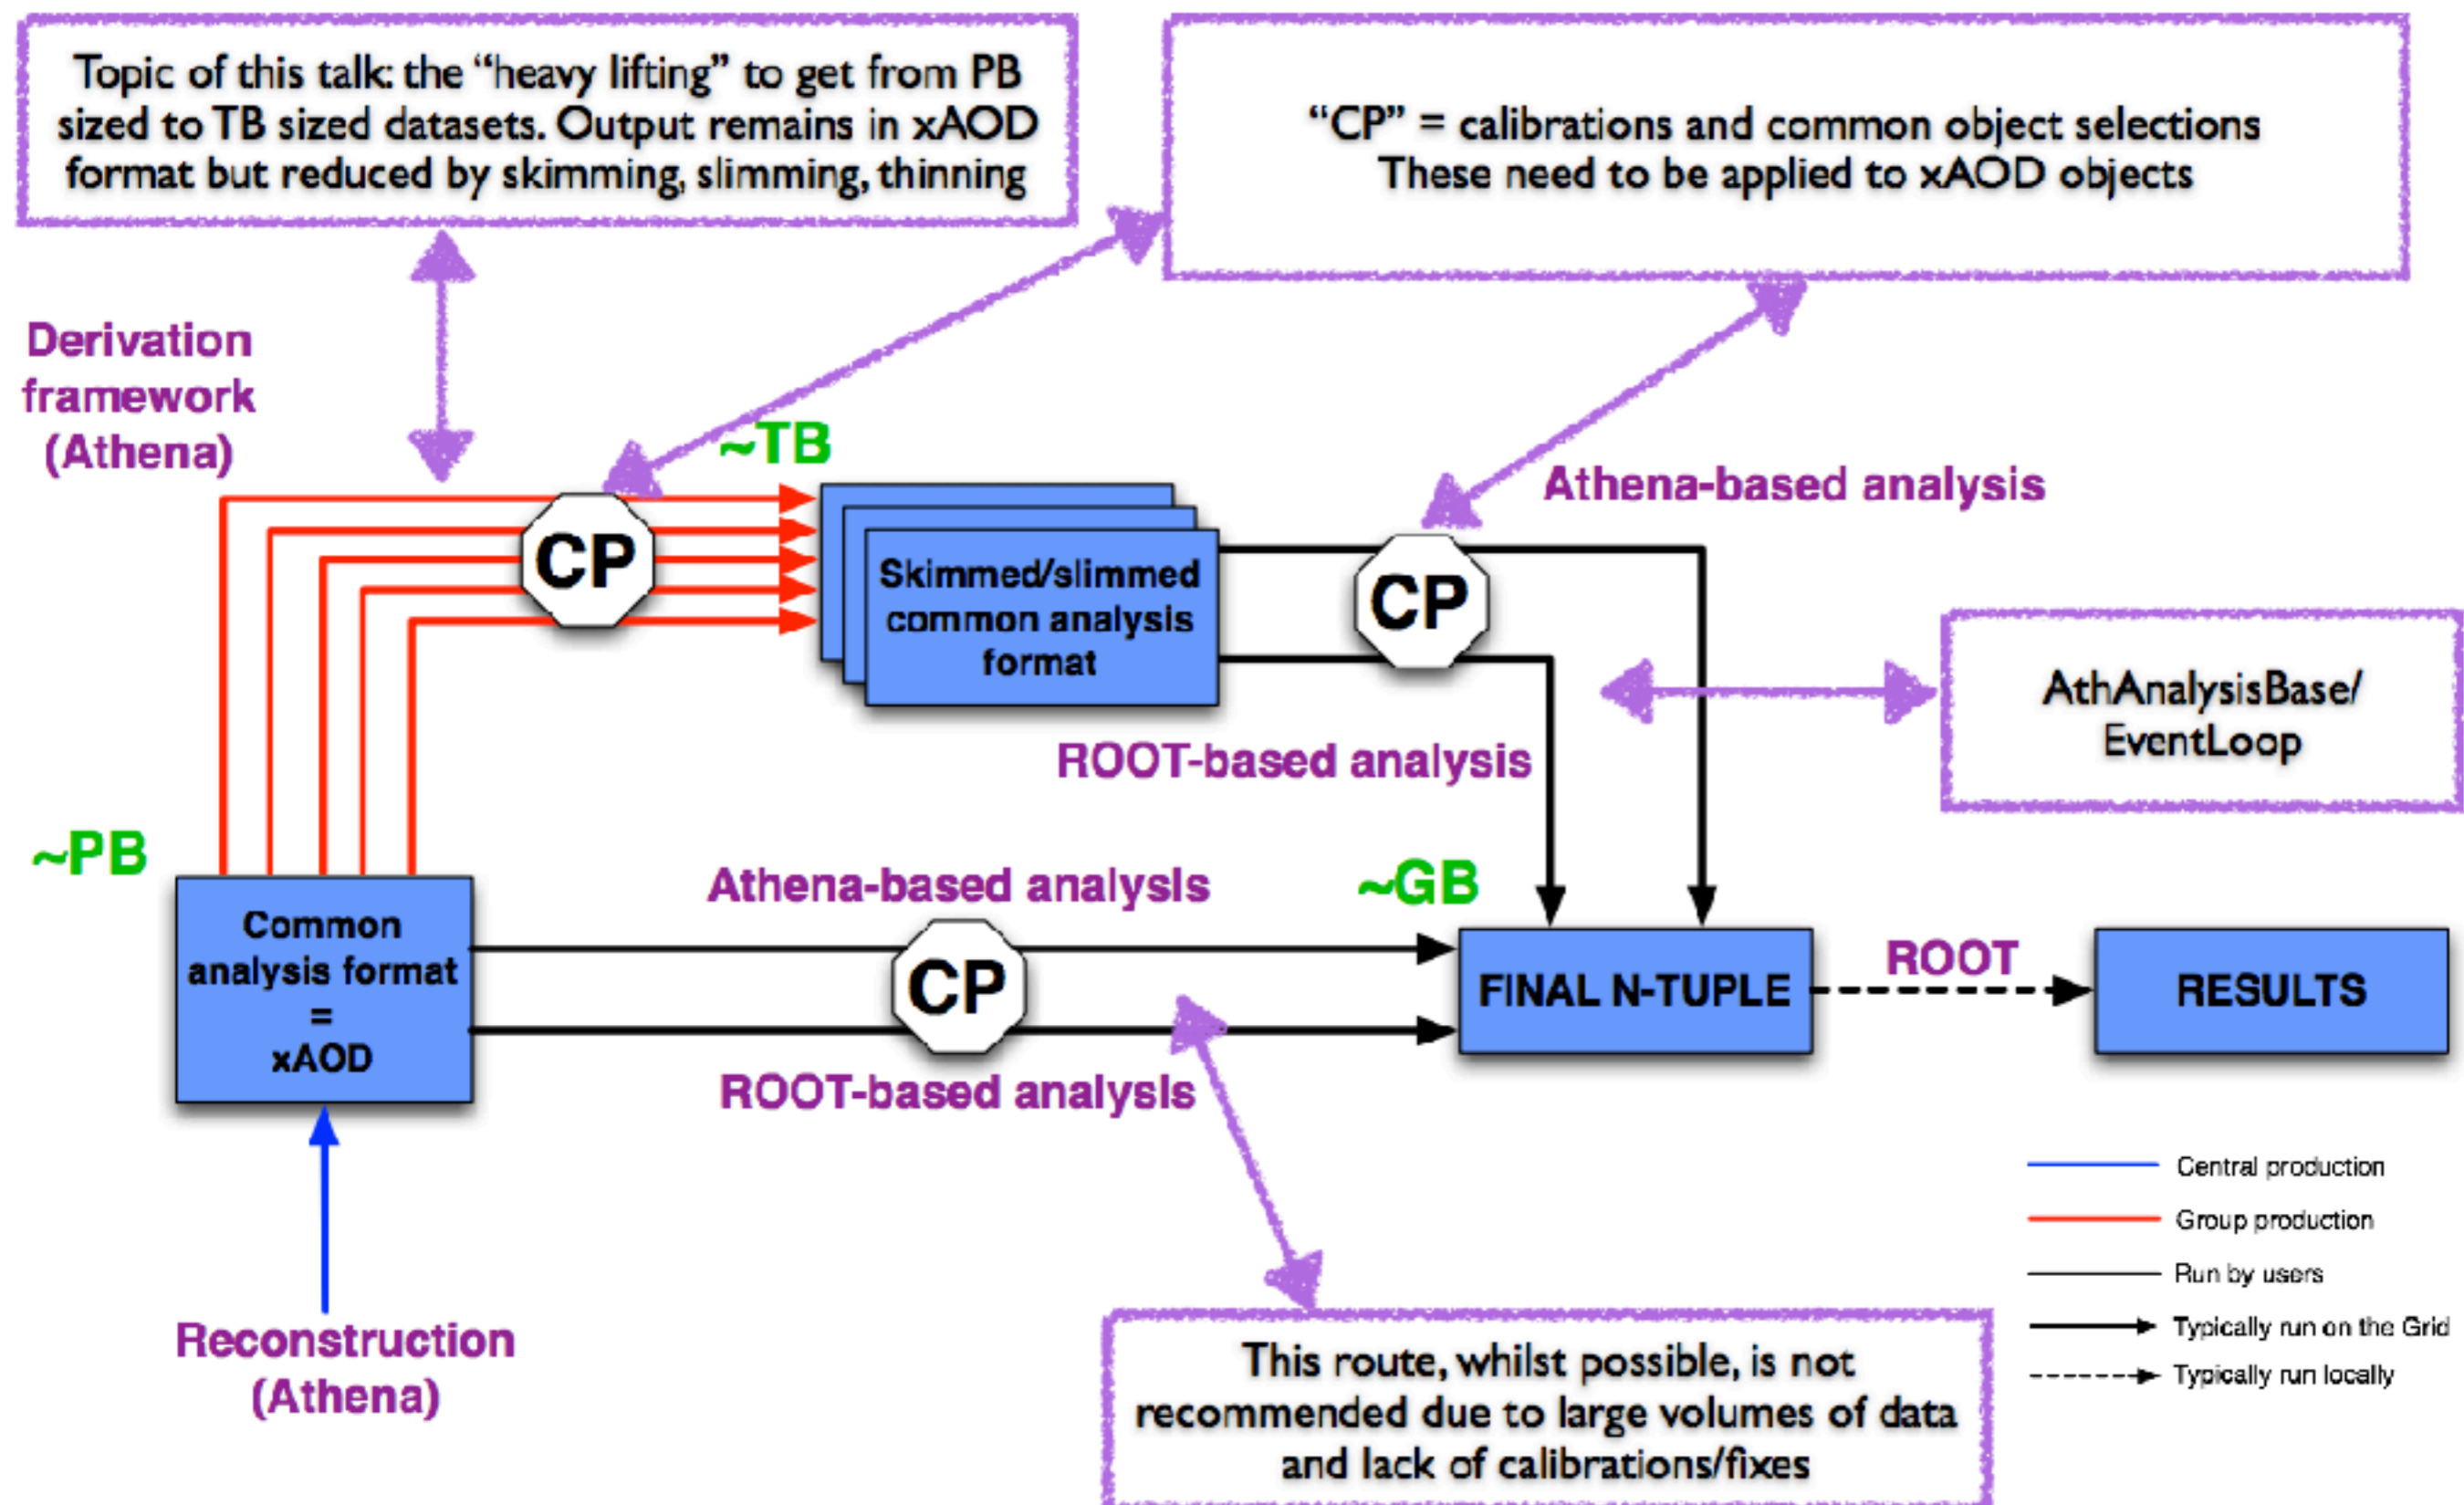 Topic of this talk: the “heavy lifting” to get from PB
sized to TB sized datasets. Output remains in xAOD
format but reduced by skimming, slimming, thinning
“CP” = calibrations and common object selections
These need to be applied to xAOD objects
Derivation
framework
(Athena)
~TB
Athena-based analysis
CP
Skimmed/slimmed
common analysis
format
CP
AthAnalysisBase/
EventLoop
ROOT-based analysis
~PB
Athena-based analysis
~GB
Common
analysis format
=
xAOD
CP
FINAL N-TUPLE
ROOT
RESULTS
ROOT-based analysis
Reconstruction
(Athena)
This route, whilst possible, is not
recommended due to large volumes of data
and lack of calibrations/fixes
Central production
Group production
Run by users
Typically run on the Grid
Typically run locally